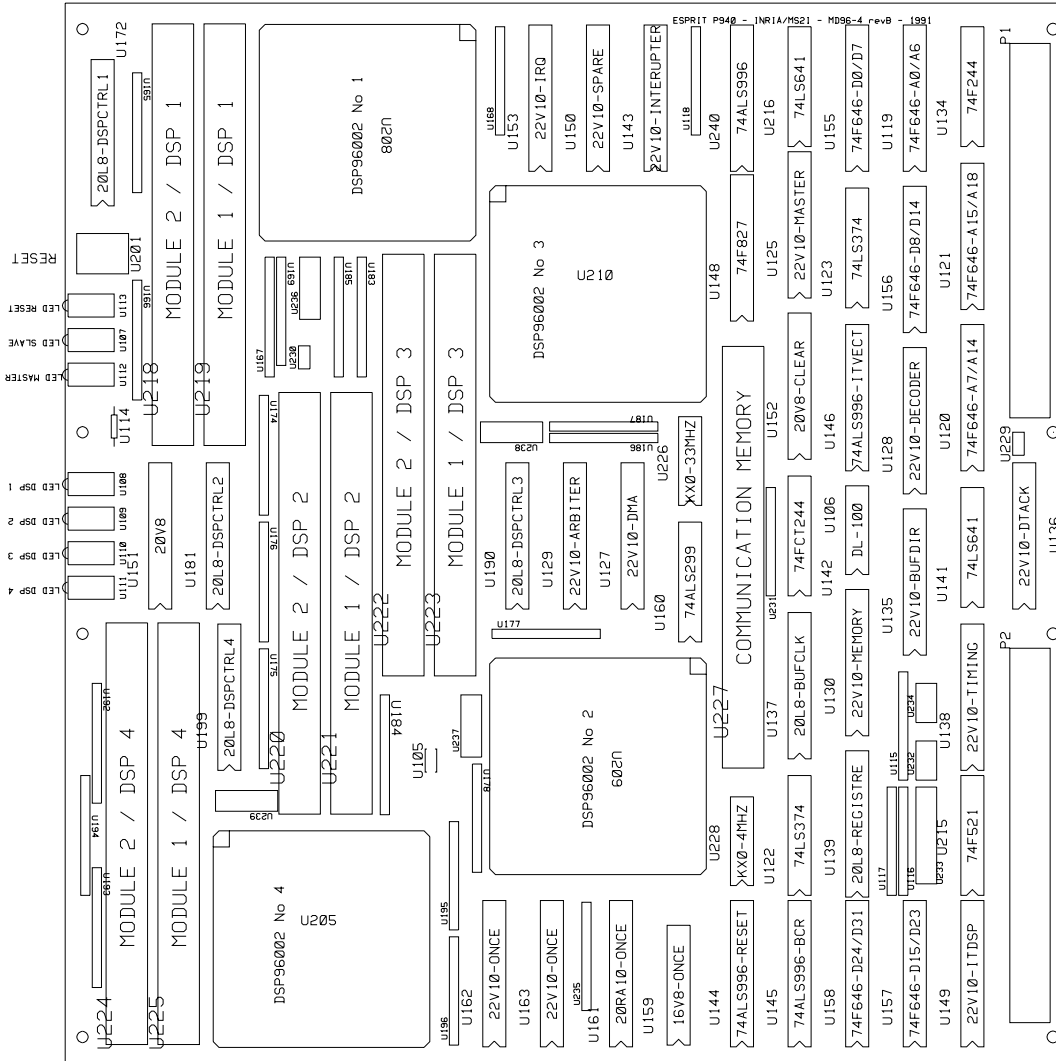 ESPRIT P940 - INRIA/MS2I - MD96-4 revB - 1991
U172
20L8-DSPCTRL1
U165
MODULE 2 / DSP 1
MODULE 1 / DSP 1
DSP96002 No 1
U208
U168
U153
22V10-IRQ
U150
22V10-SPARE
U143
22V10-INTERUPTER
U118
U240
74ALS996
U216
74LS641
U155
74F646-D0/D7
U119
74F646-A0/A6
U134
74F244
P1
RESET
U201
LED RESET
U113
LED SLAVE
U107
LED MASTER
U112
U166
U114
U218
U219
U167
U169
U236
U230
U185
U183
MODULE 2 / DSP 3
MODULE 1 / DSP 3
DSP96002 No 3
U210
U148
74F827
U125
22V10-MASTER
U123
74LS374
U156
74F646-D8/D14
U121
74F646-A15/A18
U174
U238
U187
U186
U226
KX0-33MHZ
COMMUNICATION MEMORY
U152
20V8-CLEAR
U146
74ALS996-ITVECT
U128
22V10-DECODER
U120
74F646-A7/A14
U229
LED DSP 1
U108
LED DSP 2
U109
LED DSP 3
U110
LED DSP 4
U111
U151
20V8
U181
20L8-DSPCTRL2
U176
MODULE 2 / DSP 2
MODULE 1 / DSP 2
U222
U223
U190
20L8-DSPCTRL3
U129
22V10-ARBITER
U127
22V10-DMA
U160
74ALS299
U231
U106
74FCT244
U142
DL-100
U135
22V10-BUFDIR
U141
74LS641
22V10-DTACK
U136
P2
U192
MODULE 2 / DSP 4
MODULE 1 / DSP 4
U199
20L8-DSPCTRL4
U175
U220
U221
U184
U105
U237
U177
U178
DSP96002 No 2
U209
U227
U137
20L8-BUFCLK
U130
22V10-MEMORY
U115
U234
U138
U232
22V10-TIMING
U194
U193
U239
DSP96002 No 4
U205
U195
U228
KX0-4MHZ
U122
74LS374
U139
20L8-REGISTRE
U117
U116
U233
U215
74F521
U224
U225
U196
U162
22V10-ONCE
U163
22V10-ONCE
U235
U161
20RA10-ONCE
U159
16V8-ONCE
U144
74ALS996-RESET
U145
74ALS996-BCR
U158
74F646-D24/D31
U157
74F646-D15/D23
U149
22V10-ITDSP